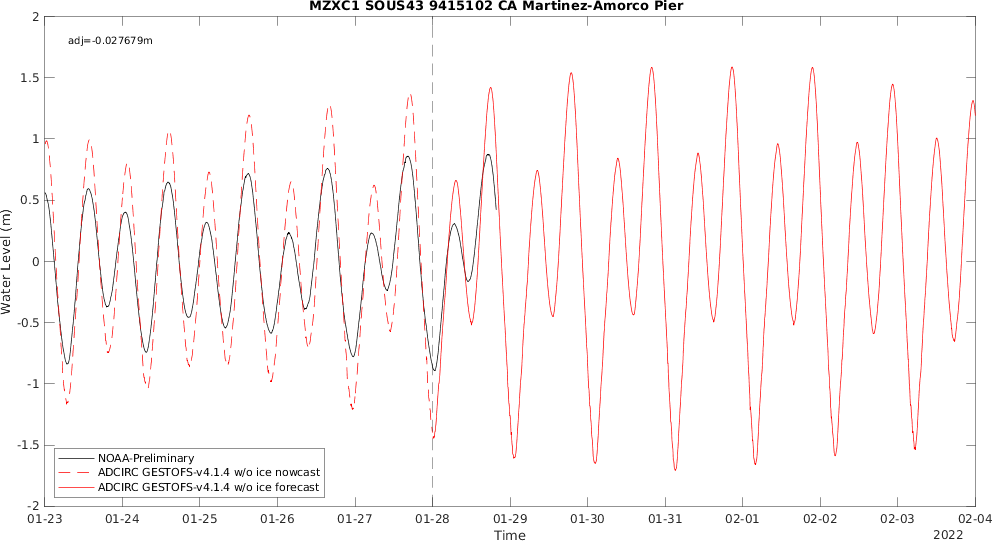 MZXC1 SOUS43 9415102 CA Martinez-Amorco Pier
adj=-0.027679m
2
1.5
1
0.5
0
-0.5
-1
-1.5
-2
Water Level (m)
NOAA-Preliminary
ADCIRC GESTOFS-v4.1.4 w/o ice nowcast
ADCIRC GESTOFS-v4.1.4 w/o ice forecast
01-23 01-24 01-25 01-26 01-27 01-28 01-29 01-30 01-31 02-01 02-02 02-03 02-04
Time
2022